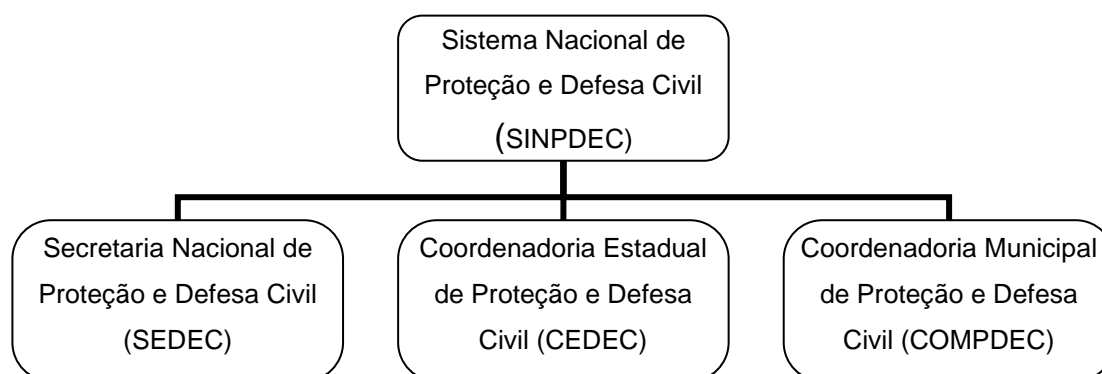 Sistema Nacional de
Proteção e Defesa Civil
(SINPDEC)
Secretaria Nacional de
Proteção e Defesa Civil
(SEDEC)
Coordenadoria Estadual
de Proteção e Defesa
Civil (CEDEC)
Coordenadoria Municipal
de Proteção e Defesa
Civil (COMPDEC)